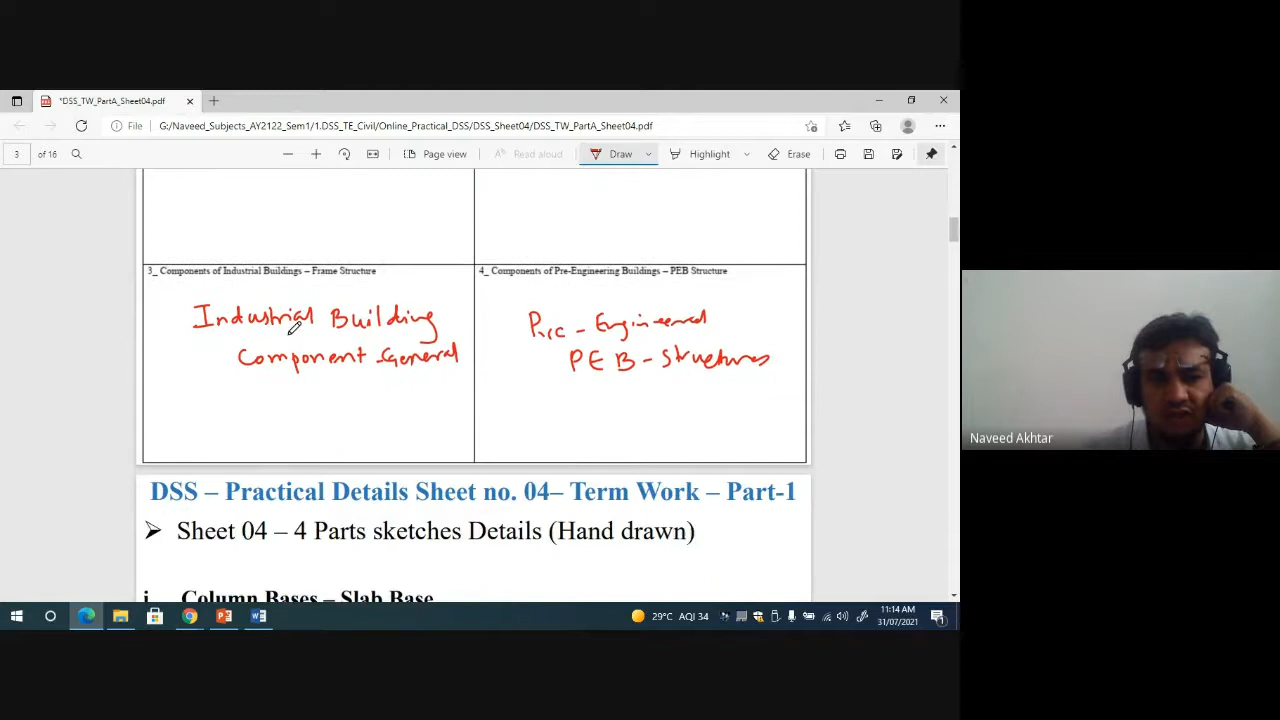 *DSS_TW_PartA_Sheet04.pdf
File G:/Naveed_Subjects_AY2122_Sem1/1.DSS_TE_Civil/Online_Practical_DSS/DSS_Sheet04/DSS_TW_PartA_Sheet04.pdf
3 of 16 Page view Read aloud Draw Highlight Erase
3_ Components of Industrial Buildings – Frame Structure
4_ Components of Pre-Engineering Buildings – PEB Structure
Industrial Building
Component-General
Engineered
PEB - Structures
DSS – Practical Details Sheet no. 04– Term Work – Part-1
Sheet 04 – 4 Parts sketches Details (Hand drawn)
i. Column Bases – Slab Base
Naveed Akhtar
29°C AQI 34
11:14 AM
31/07/2021
1